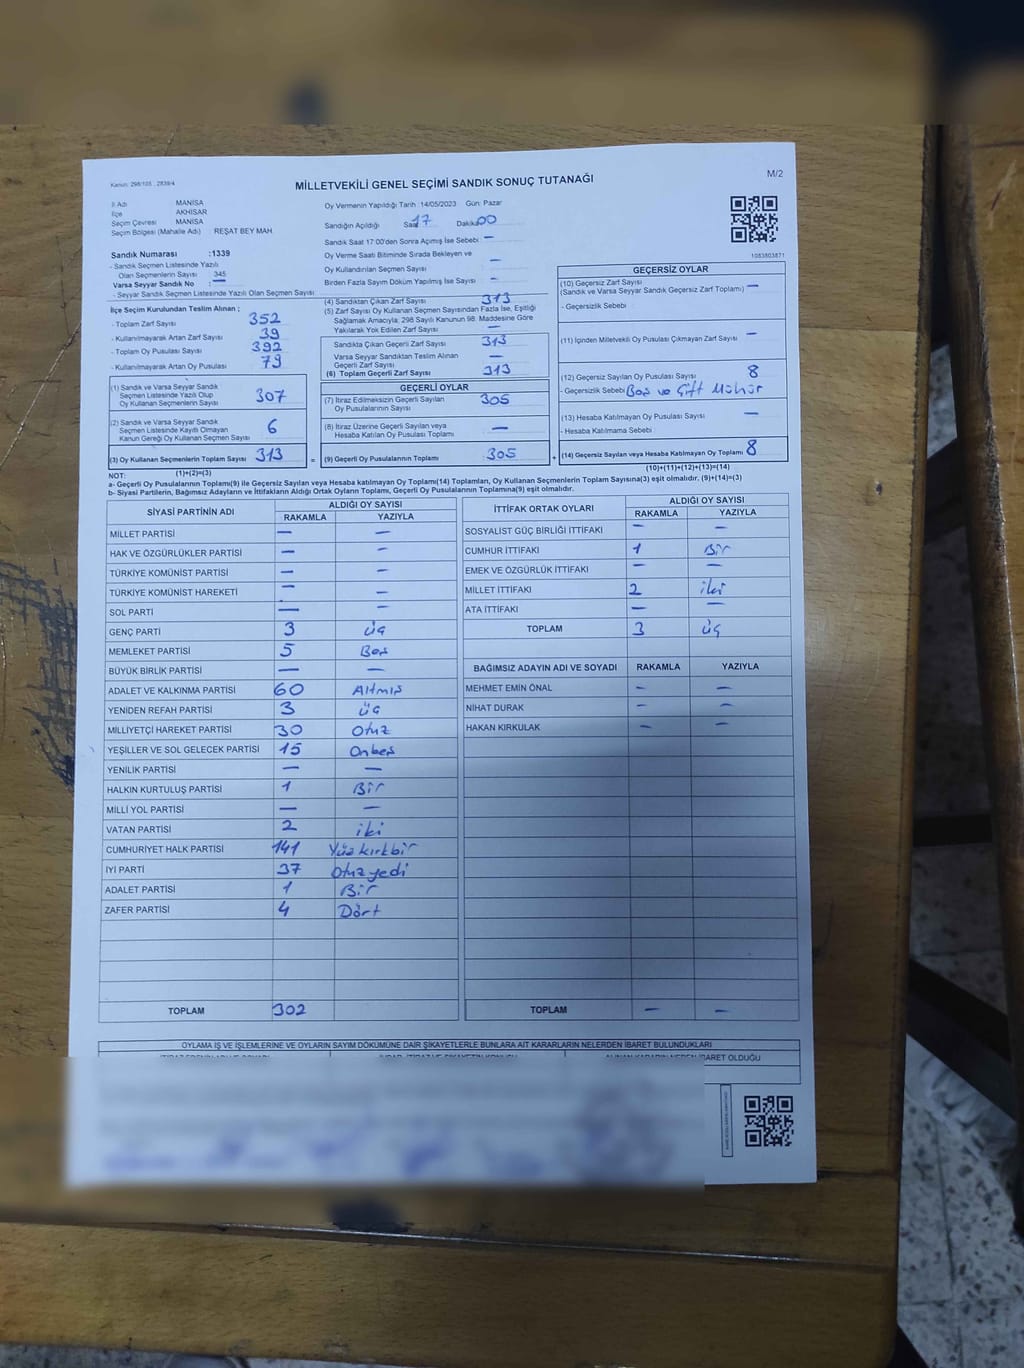 Kanun: 298/105 , 2839/4
MİLLETVEKİLİ GENEL SEÇİMİ SANDIK SONUÇ TUTANAĞI
M/2
İl Adı MANİSA
İlçe AKHİSAR
Seçim Çevresi MANİSA
Seçim Bölgesi (Mahalle Adı) REŞAT BEY MAH
Sandık Numarası :1339
- Sandık Seçmen Listesinde Yazılı
Olan Seçmenlerin Sayısı 345
Varsa Seyyar Sandık No : —
- Seyyar Sandık Seçmen Listesinde Yazılı Olan Seçmen Sayısı
Oy Vermenin Yapıldığı Tarih :14/05/2023 Gün: Pazar
Sandığın Açıldığı Saat 17 Dakika 00
Sandık Saat 17:00'den Sonra Açımış İse Sebebi: —
Oy Verme Saati Bitiminde Sırada Bekleyen ve
Oy Kullandırılan Seçmen Sayısı —
Birden Fazla Sayım Döküm Yapılmış İse Sayısı -
1083803871
İlçe Seçim Kurulundan Teslim Alınan ;
- Toplam Zarf Sayısı 352
- Kullanılmayarak Artan Zarf Sayısı 39
- Toplam Oy Pusulası Sayısı 392
- Kullanılmayarak Artan Oy Pusulası 79
(1) Sandık ve Varsa Seyyar Sandık
Seçmen Listesinde Yazılı Olup
Oy Kullanan Seçmenlerin Sayısı 307
(2) Sandık ve Varsa Seyyar Sandık
Seçmen Listesinde Kayıtlı Olmayan
Kanun Gereği Oy Kullanan Seçmen Sayısı 6
(3) Oy Kullanan Seçmenlerin Toplam Sayısı 313
(1)+(2)=(3)
(4) Sandıktan Çıkan Zarf Sayısı 313
(5) Zarf Sayısı Oy Kullanan Seçmen Sayısından Fazla İse, Eşitliği
Sağlamak Amacıyla; 298 Sayılı Kanunun 98. Maddesine Göre
Yakılarak Yok Edilen Zarf Sayısı —
Sandıkta Çıkan Geçerli Zarf Sayısı 313
Varsa Seyyar Sandıktan Teslim Alınan
Geçerli Zarf Sayısı —
(6) Toplam Geçerli Zarf Sayısı 313
GEÇERLİ OYLAR
(7) İtiraz Edilmeksizin Geçerli Sayılan
Oy Pusulalarının Sayısı 305
(8) İtiraz Üzerine Geçerli Sayılan veya
Hesaba Katılan Oy Pusulası Toplamı —
= (9) Geçerli Oy Pusulalarının Toplamı 305 +
GEÇERSİZ OYLAR
(10) Geçersiz Zarf Sayısı
(Sandık ve Varsa Seyyar Sandık Geçersiz Zarf Toplamı) —
- Geçersizlik Sebebi :
(11) İçinden Milletvekili Oy Pusulası Çıkmayan Zarf Sayısı —
(12) Geçersiz Sayılan Oy Pusulası Sayısı 8
- Geçersizlik Sebebi Boş ve Çift Mühür
(13) Hesaba Katılmayan Oy Pusulası Sayısı —
- Hesaba Katılmama Sebebi :
(14) Geçersiz Sayılan veya Hesaba Katılmayan Oy Toplamı 8
(10)+(11)+(12)+(13)=(14)
NOT:
a- Geçerli Oy Pusulalarının Toplamı(9) ile Geçersiz Sayılan veya Hesaba katılmayan Oy Toplamı(14) Toplamları, Oy Kullanan Seçmenlerin Toplam Sayısına(3) eşit olmalıdır. (9)+(14)=(3)
b- Siyasi Partilerin, Bağımsız Adayların ve İttifakların Aldığı Ortak Oyların Toplamı, Geçerli Oy Pusulalarının Toplamına(9) eşit olmalıdır.
SİYASİ PARTİNİN ADI ALDIĞI OY SAYISI
RAKAMLA YAZIYLA
MİLLET PARTİSİ — —
HAK VE ÖZGÜRLÜKLER PARTİSİ — —
TÜRKİYE KOMÜNİST PARTİSİ — —
TÜRKİYE KOMÜNİST HAREKETİ — —
SOL PARTİ — —
GENÇ PARTİ 3 üç
MEMLEKET PARTİSİ 5 Beş
BÜYÜK BİRLİK PARTİSİ — —
ADALET VE KALKINMA PARTİSİ 60 Altmış
YENİDEN REFAH PARTİSİ 3 üç
MİLLİYETÇİ HAREKET PARTİSİ 30 Otuz
YEŞİLLER VE SOL GELECEK PARTİSİ 15 Onbeş
YENİLİK PARTİSİ — —
HALKIN KURTULUŞ PARTİSİ 1 Bir
MİLLİ YOL PARTİSİ — —
VATAN PARTİSİ 2 iki
CUMHURİYET HALK PARTİSİ 141 Yüzkırkbir
İYİ PARTİ 37 Otuzyedi
ADALET PARTİSİ 1 Bir
ZAFER PARTİSİ 4 Dört
TOPLAM 302
İTTİFAK ORTAK OYLARI ALDIĞI OY SAYISI
RAKAMLA YAZIYLA
SOSYALİST GÜÇ BİRLİĞİ İTTİFAKI — —
CUMHUR İTTİFAKI 1 Bir
EMEK VE ÖZGÜRLÜK İTTİFAKI — —
MİLLET İTTİFAKI 2 iki
ATA İTTİFAKI — —
TOPLAM 3 üç
BAĞIMSIZ ADAYIN ADI VE SOYADI RAKAMLA YAZIYLA
MEHMET EMİN ÖNAL — —
NİHAT DURAK — —
HAKAN KIRKULAK — —
TOPLAM — —
OYLAMA İŞ VE İŞLEMLERİNE VE OYLARIN SAYIM DÖKÜMÜNE DAİR ŞİKAYETLERLE BUNLARA AİT KARARLARIN NELERDEN İBARET BULUNDUKLARI